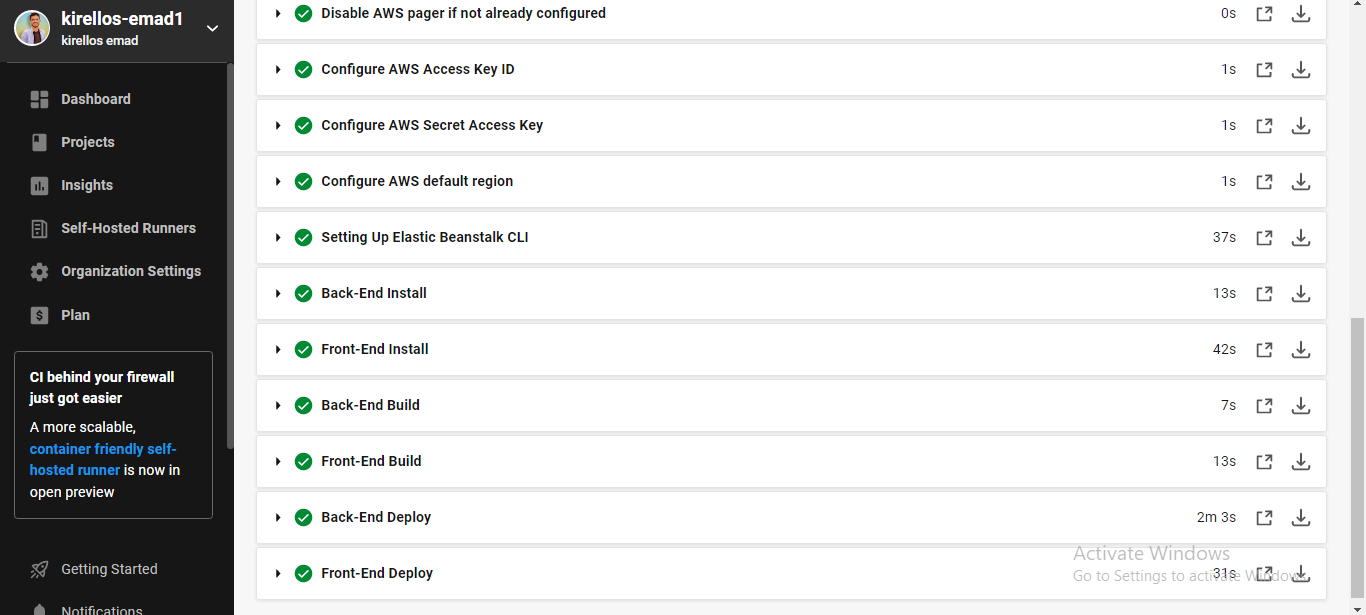 kirellos-emad1
kirellos emad
Dashboard
Projects
Insights
Self-Hosted Runners
Organization Settings
$ Plan
CI behind your firewall
just got easier
A more scalable,
container friendly self-
hosted runner is now in
open preview
Getting Started
Notifications
Disable AWS pager if not already configured 0s
Configure AWS Access Key ID 1s
Configure AWS Secret Access Key 1s
Configure AWS default region 1s
Setting Up Elastic Beanstalk CLI 37s
Back-End Install 13s
Front-End Install 42s
Back-End Build 7s
Front-End Build 13s
Back-End Deploy 2m 3s
Front-End Deploy 31s
Activate Windows
Go to Settings to activate Windows.